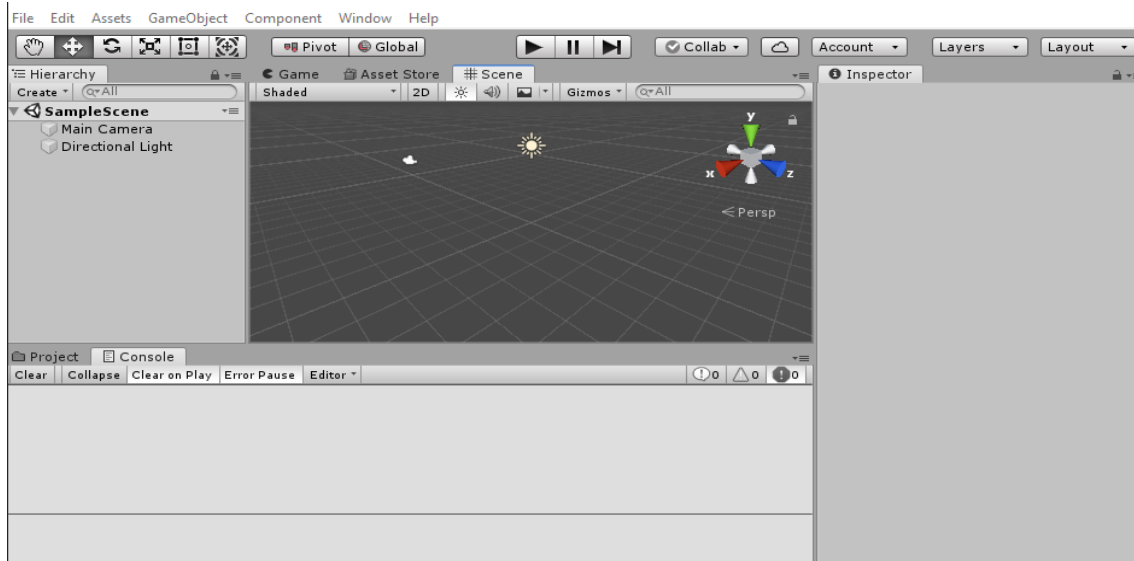 File Edit Assets GameObject Component Window Help
Pivot Global Collab Account Layers Layout
Hierarchy Game Asset Store Scene Inspector
Create All Shaded 2D Gizmos All
SampleScene
Main Camera
Directional Light
y
x z
Persp
Project Console
Clear Collapse Clear on Play Error Pause Editor 0 0 0